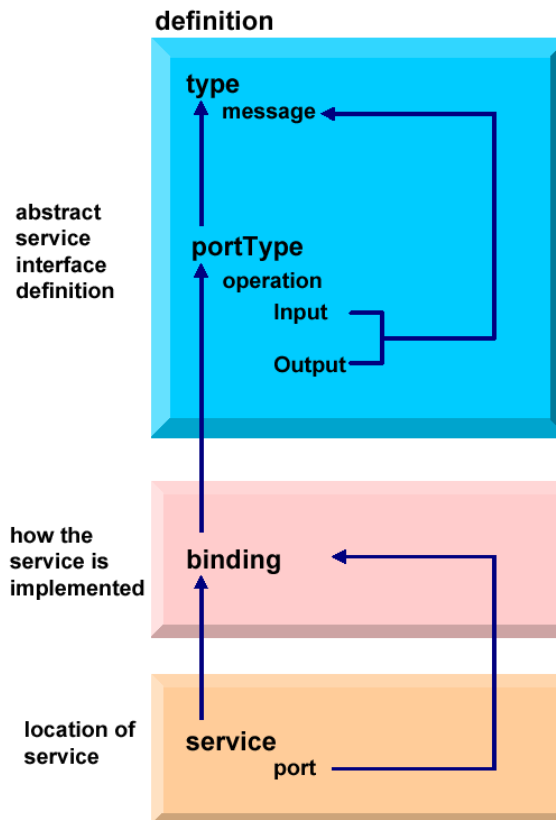 definition
type
message
abstract
service
interface
definition
portType
operation
Input
Output
how the
service is
implemented
binding
location of
service
service
port